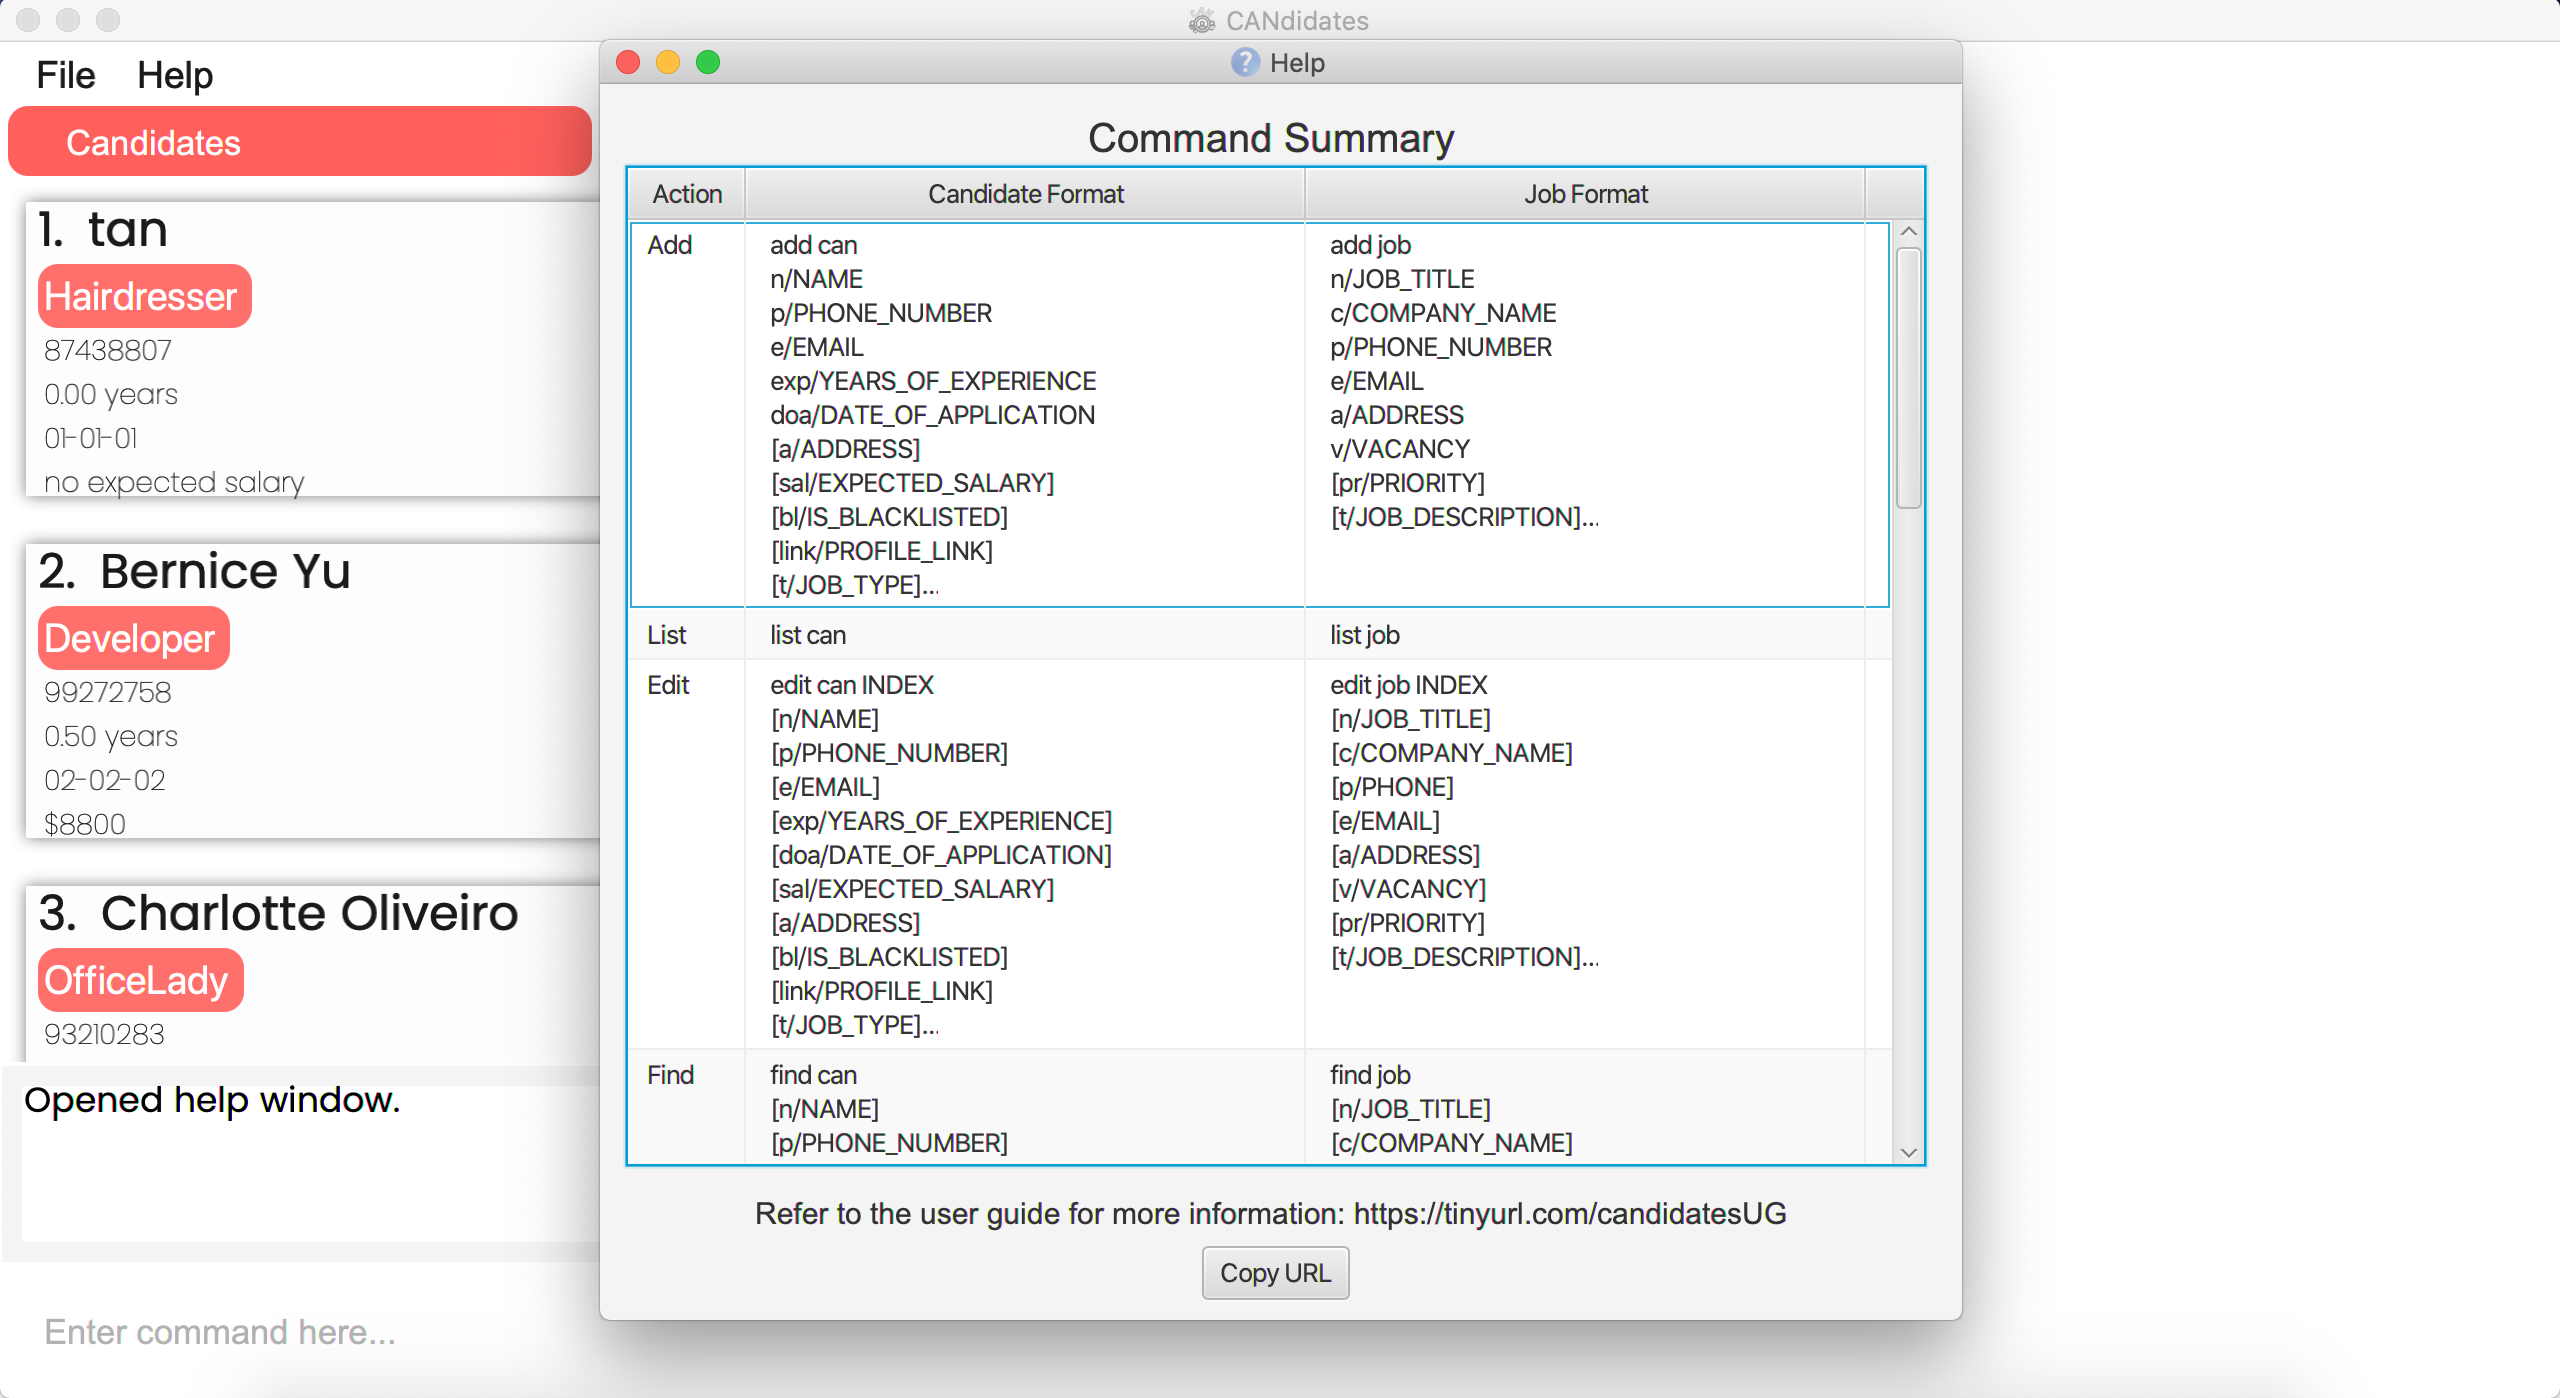 CANdidates
File Help
Candidates
1. tan
Hairdresser
87438807
0.00 years
01-01-01
no expected salary
2. Bernice Yu
Developer
99272758
0.50 years
02-02-02
$8800
3. Charlotte Oliveiro
OfficeLady
93210283
Opened help window.
Enter command here...
Help
Command Summary
Action Candidate Format Job Format
Add
add can
n/NAME
p/PHONE_NUMBER
e/EMAIL
exp/YEARS_OF_EXPERIENCE
doa/DATE_OF_APPLICATION
[a/ADDRESS]
[sal/EXPECTED_SALARY]
[bl/IS_BLACKLISTED]
[link/PROFILE_LINK]
[t/JOB_TYPE]...
add job
n/JOB_TITLE
c/COMPANY_NAME
p/PHONE_NUMBER
e/EMAIL
a/ADDRESS
v/VACANCY
[pr/PRIORITY]
[t/JOB_DESCRIPTION]...
List
list can
list job
Edit
edit can INDEX
[n/NAME]
[p/PHONE_NUMBER]
[e/EMAIL]
[exp/YEARS_OF_EXPERIENCE]
[doa/DATE_OF_APPLICATION]
[sal/EXPECTED_SALARY]
[a/ADDRESS]
[bl/IS_BLACKLISTED]
[link/PROFILE_LINK]
[t/JOB_TYPE]...
edit job INDEX
[n/JOB_TITLE]
[c/COMPANY_NAME]
[p/PHONE]
[e/EMAIL]
[a/ADDRESS]
[v/VACANCY]
[pr/PRIORITY]
[t/JOB_DESCRIPTION]...
Find
find can
[n/NAME]
[p/PHONE_NUMBER]
find job
[n/JOB_TITLE]
[c/COMPANY_NAME]
Refer to the user guide for more information: https://tinyurl.com/candidatesUG
Copy URL